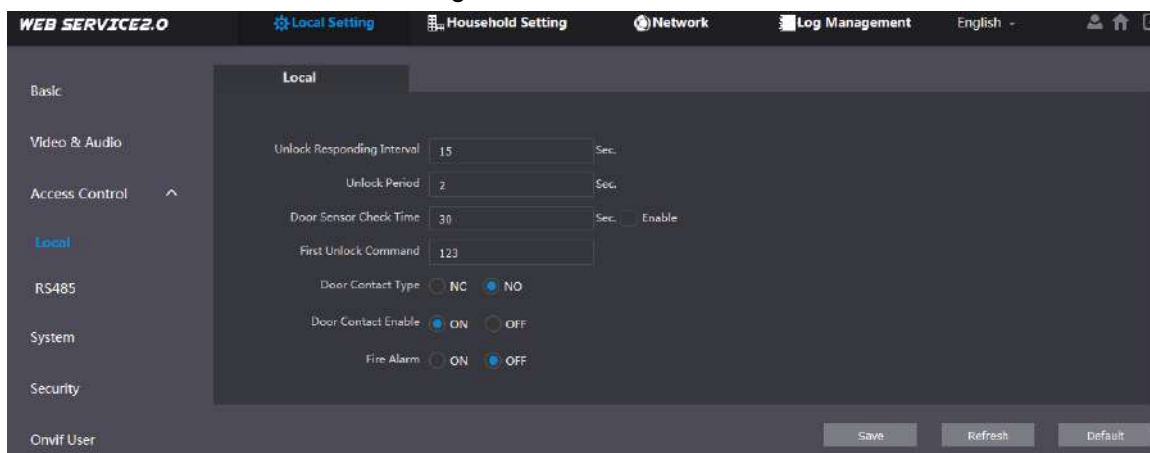 WEB SERVICE2.0 Local Setting Household Setting Network Log Management English
Local
Basic
Video & Audio
Access Control
Local
RS485
System
Security
Onvif User
Unlock Responding Interval 15 Sec.
Unlock Period 2 Sec.
Door Sensor Check Time 30 Sec. Enable
First Unlock Command 123
Door Contact Type NC NO
Door Contact Enable ON OFF
Fire Alarm ON OFF
Save Refresh Default